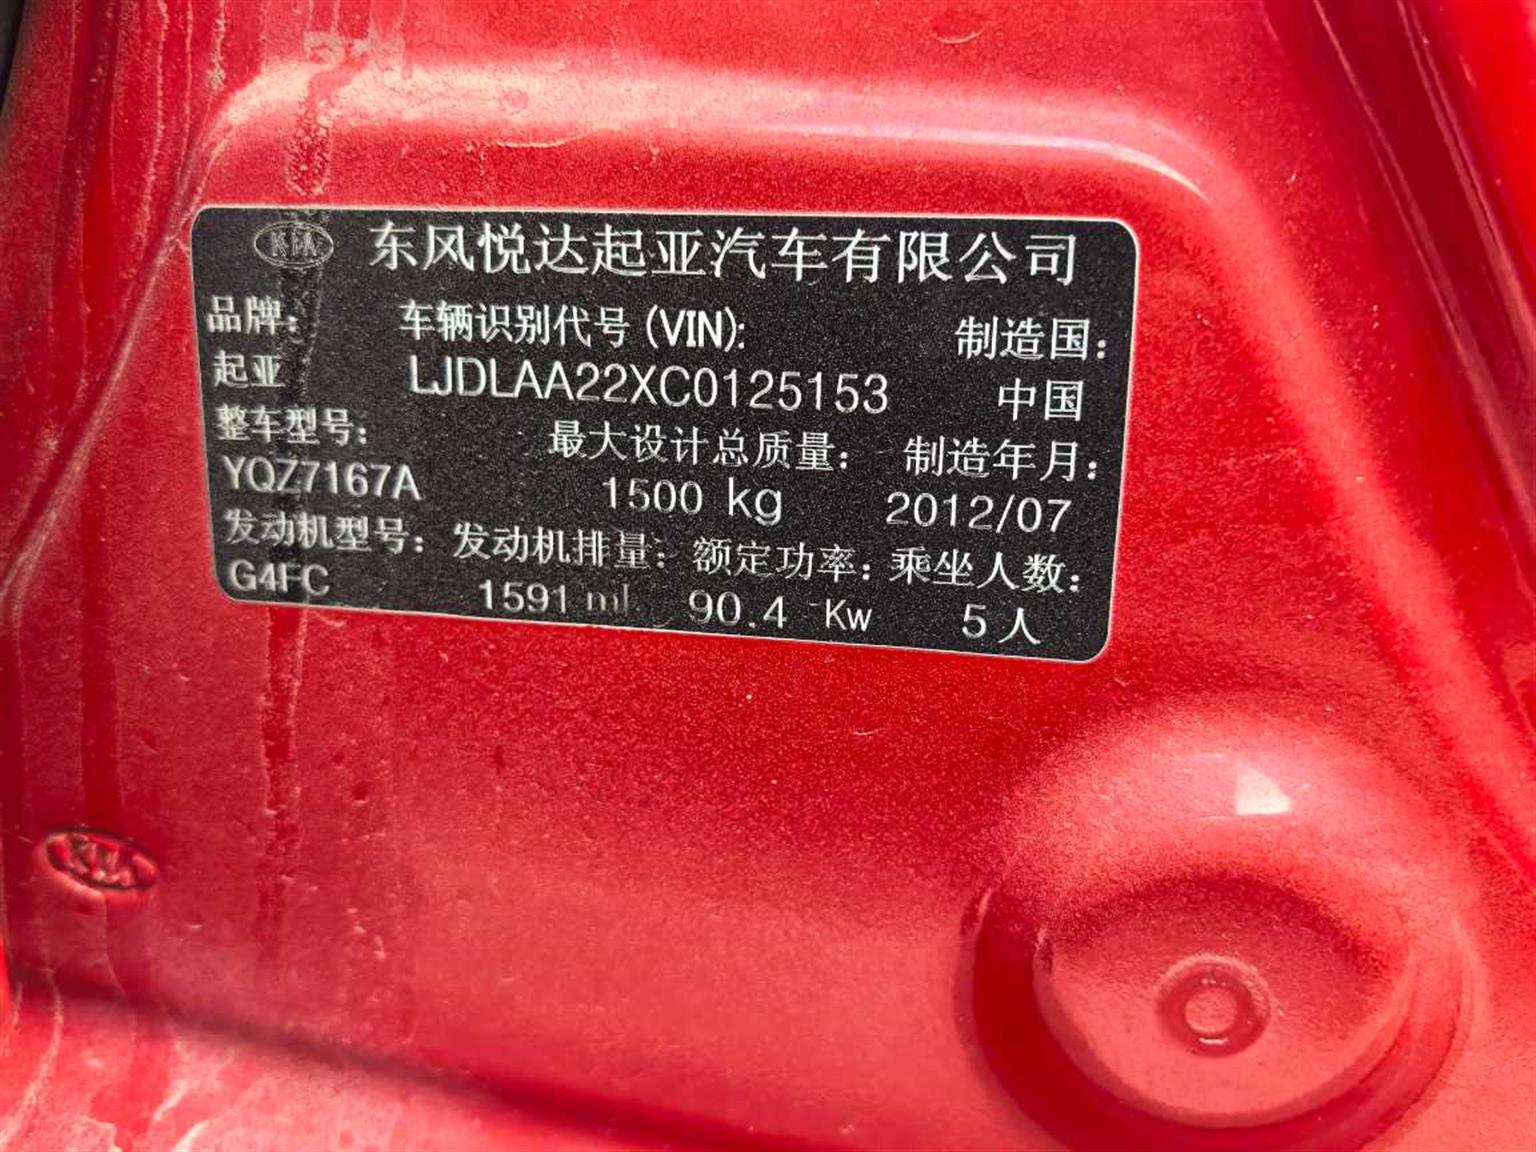 KIA 东风悦达起亚汽车有限公司
品牌: 车辆识别代号 (VIN): 制造国:
起亚 LJDLAA22XC0125153 中国
整车型号: 最大设计总质量: 制造年月:
YQZ7167A 1500 kg 2012/07
发动机型号: 发动机排量: 额定功率: 乘坐人数:
G4FC 1591 ml 90.4 Kw 5人
KIA